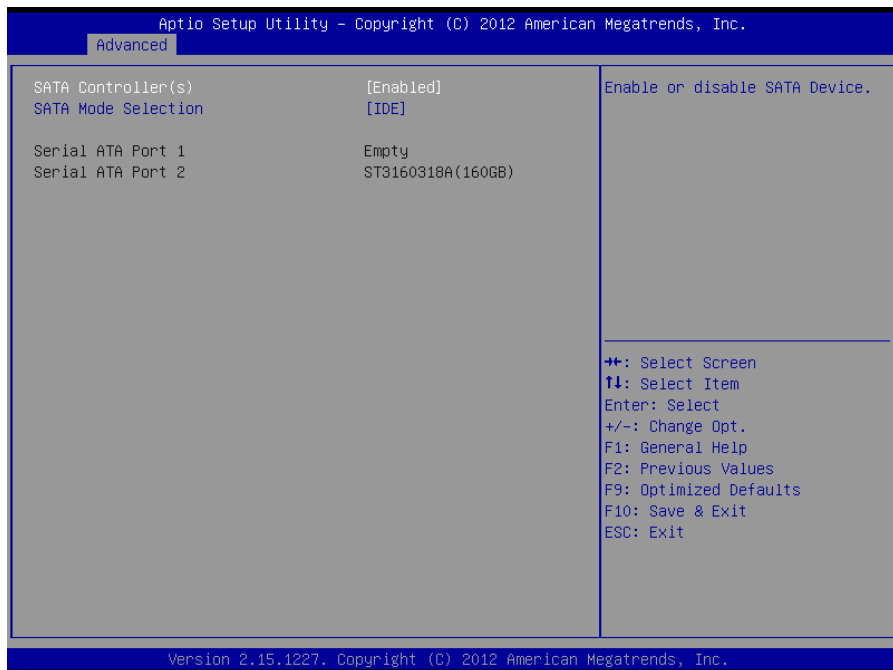 Aptio Setup Utility – Copyright (C) 2012 American Megatrends, Inc.
Advanced
SATA Controller(s) [Enabled]
SATA Mode Selection [IDE]
Serial ATA Port 1 Empty
Serial ATA Port 2 ST3160318A(160GB)
Enable or disable SATA Device.
→←: Select Screen
↑↓: Select Item
Enter: Select
+/-: Change Opt.
F1: General Help
F2: Previous Values
F9: Optimized Defaults
F10: Save & Exit
ESC: Exit
Version 2.15.1227. Copyright (C) 2012 American Megatrends, Inc.